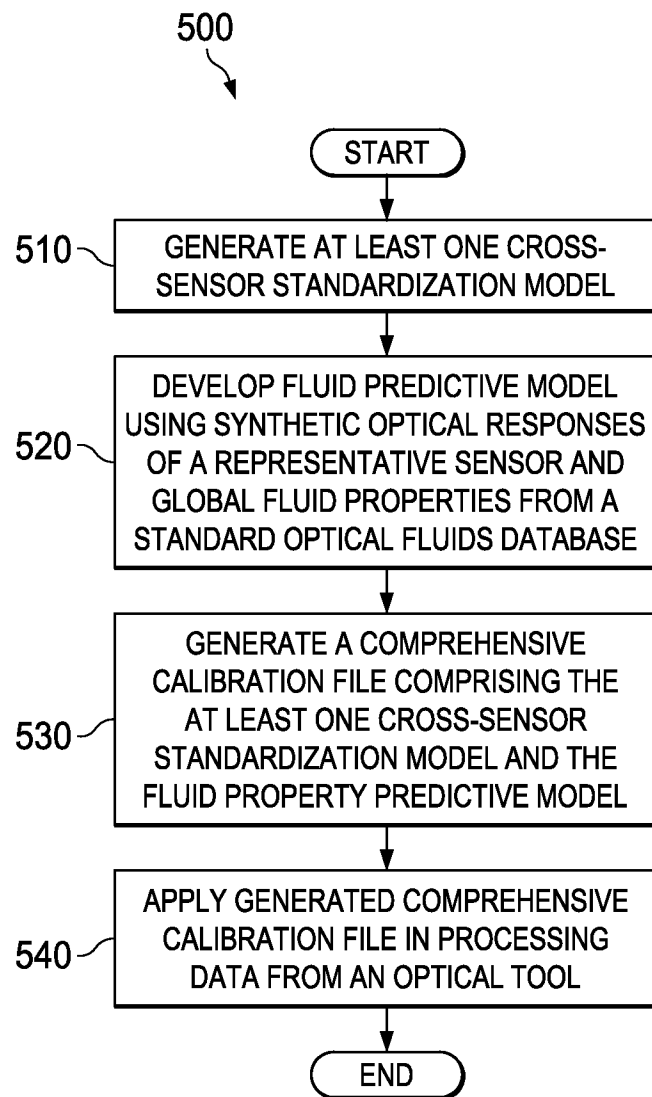 500
START
510
GENERATE AT LEAST ONE CROSS-
SENSOR STANDARDIZATION MODEL
520
DEVELOP FLUID PREDICTIVE MODEL
USING SYNTHETIC OPTICAL RESPONSES
OF A REPRESENTATIVE SENSOR AND
GLOBAL FLUID PROPERTIES FROM A
STANDARD OPTICAL FLUIDS DATABASE
530
GENERATE A COMPREHENSIVE
CALIBRATION FILE COMPRISING THE
AT LEAST ONE CROSS-SENSOR
STANDARDIZATION MODEL AND THE
FLUID PROPERTY PREDICTIVE MODEL
540
APPLY GENERATED COMPREHENSIVE
CALIBRATION FILE IN PROCESSING
DATA FROM AN OPTICAL TOOL
END